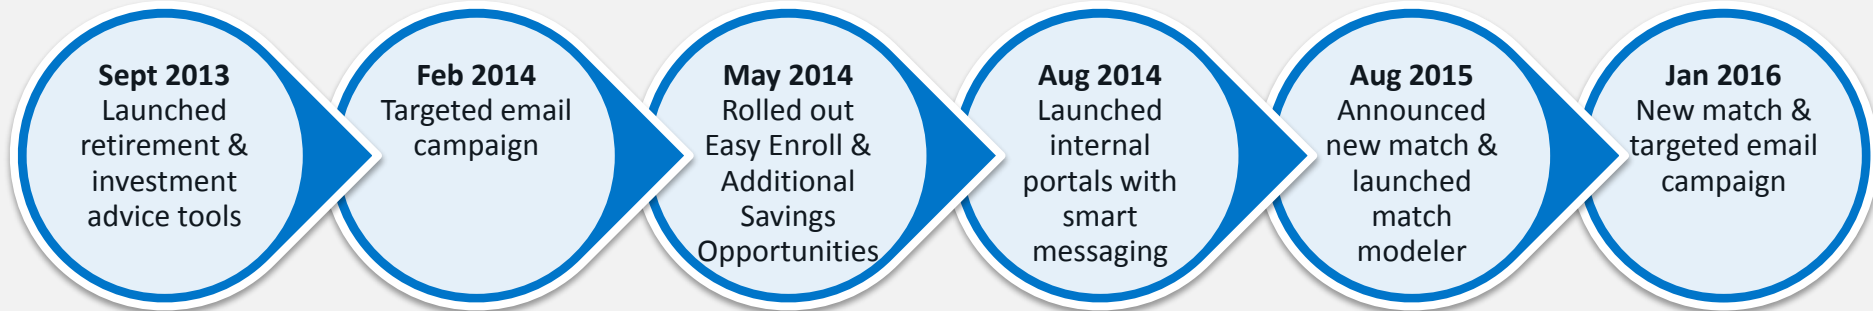 Sept 2013
Launched
retirement &
investment
advice tools
Feb 2014
Targeted email
campaign
May 2014
Rolled out
Easy Enroll &
Additional
Savings
Opportunities
Aug 2014
Launched
internal
portals with
smart
messaging
Aug 2015
Announced
new match &
launched
match
modeler
Jan 2016
New match &
targeted email
campaign